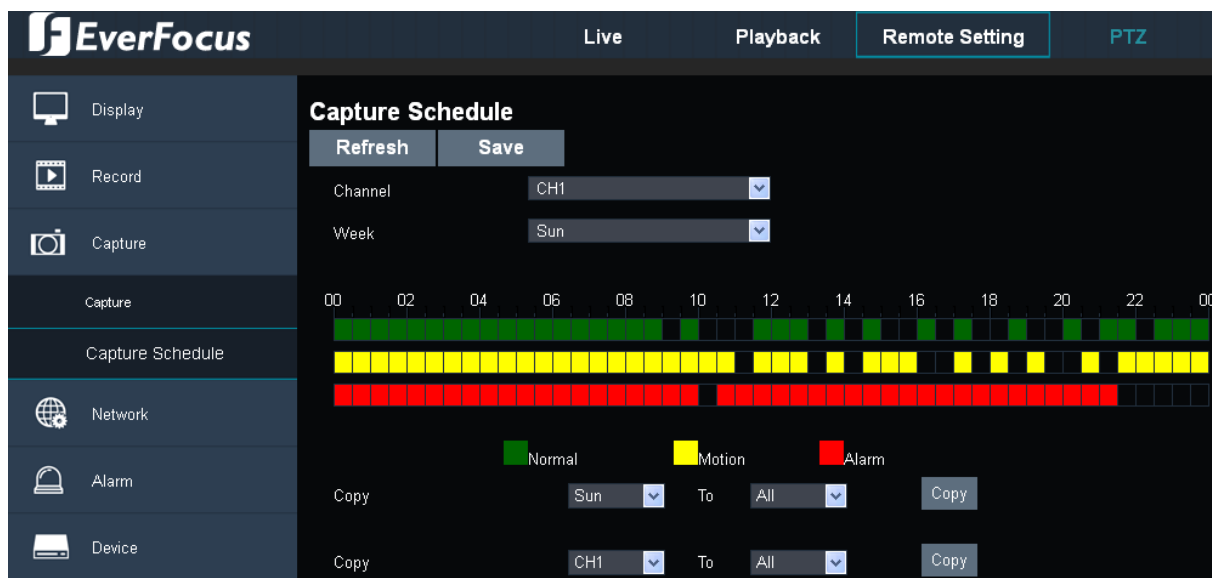 EverFocus Live Playback Remote Setting PTZ
Display
Record
Capture
Capture
Capture Schedule
Network
Alarm
Device
Capture Schedule
Refresh Save
Channel CH1
Week Sun
00 02 04 06 08 10 12 14 16 18 20 22 00
Normal Motion Alarm
Copy Sun To All Copy
Copy CH1 To All Copy